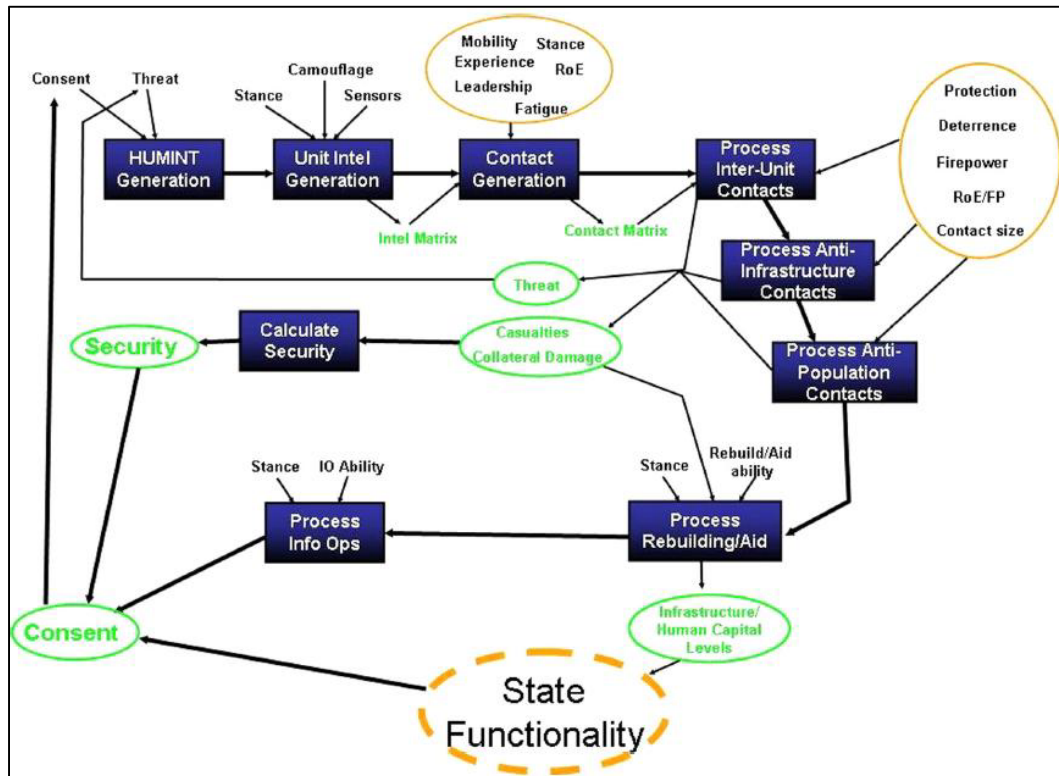 Mobility Stance
Experience RoE
Leadership
Fatigue
Consent Threat
Camouflage
Stance Sensors
Protection
Deterrence
Firepower
RoE/FP
Contact size
HUMINT
Generation
Unit Intel
Generation
Contact
Generation
Process
Inter-Unit
Contacts
Intel Matrix
Contact Matrix
Process Anti-
Infrastructure
Contacts
Threat
Security
Calculate
Security
Casualties
Collateral Damage
Process Anti-
Population
Contacts
Stance IO Ability
Stance
Rebuild/Aid
ability
Process
Info Ops
Process
Rebuilding/Aid
Consent
Infrastructure/
Human Capital
Levels
State
Functionality